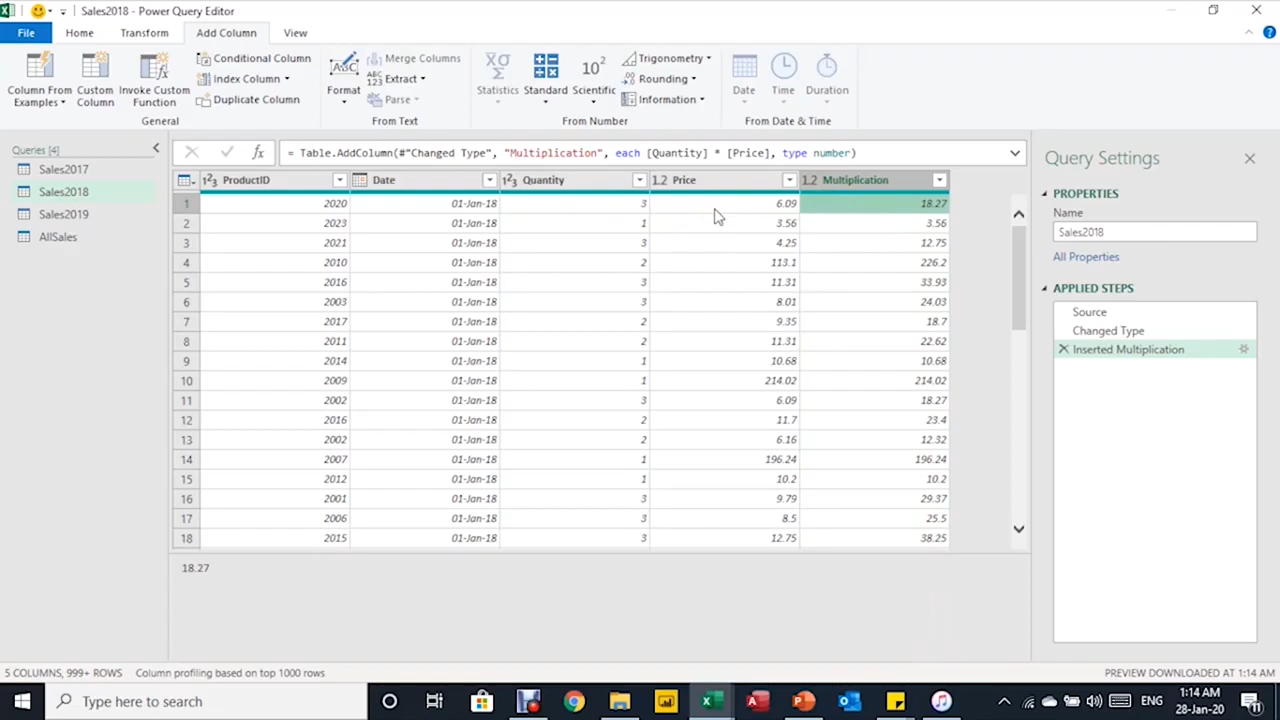 Sales2018 - Power Query Editor
File Home Transform Add Column View
Column From Examples
Custom Column
Invoke Custom Function
Conditional Column
Index Column
Duplicate Column
General
Format
Merge Columns
Extract
Parse
From Text
Statistics
Standard
Scientific
Trigonometry
Rounding
Information
From Number
Date
Time
Duration
From Date & Time
Queries [4]
Sales2017
Sales2018
Sales2019
AllSales
fx = Table.AddColumn(#"Changed Type", "Multiplication", each [Quantity] * [Price], type number)
ProductID Date Quantity 1.2 Price 1.2 Multiplication
1 2020 01-Jan-18 3 6.09 18.27
2 2023 01-Jan-18 1 3.56 3.56
3 2021 01-Jan-18 3 4.25 12.75
4 2010 01-Jan-18 2 113.1 226.2
5 2016 01-Jan-18 3 11.31 33.93
6 2003 01-Jan-18 3 8.01 24.03
7 2017 01-Jan-18 2 9.35 18.7
8 2011 01-Jan-18 2 11.31 22.62
9 2014 01-Jan-18 1 10.68 10.68
10 2009 01-Jan-18 1 214.02 214.02
11 2002 01-Jan-18 3 6.09 18.27
12 2016 01-Jan-18 2 11.7 23.4
13 2002 01-Jan-18 2 6.16 12.32
14 2007 01-Jan-18 1 196.24 196.24
15 2012 01-Jan-18 1 10.2 10.2
16 2001 01-Jan-18 3 9.79 29.37
17 2006 01-Jan-18 3 8.5 25.5
18 2015 01-Jan-18 3 12.75 38.25
18.27
Query Settings
PROPERTIES
Name
Sales2018
All Properties
APPLIED STEPS
Source
Changed Type
Inserted Multiplication
5 COLUMNS, 999+ ROWS Column profiling based on top 1000 rows
PREVIEW DOWNLOADED AT 1:14 AM
Type here to search
ENG
1:14 AM
28-Jan-20